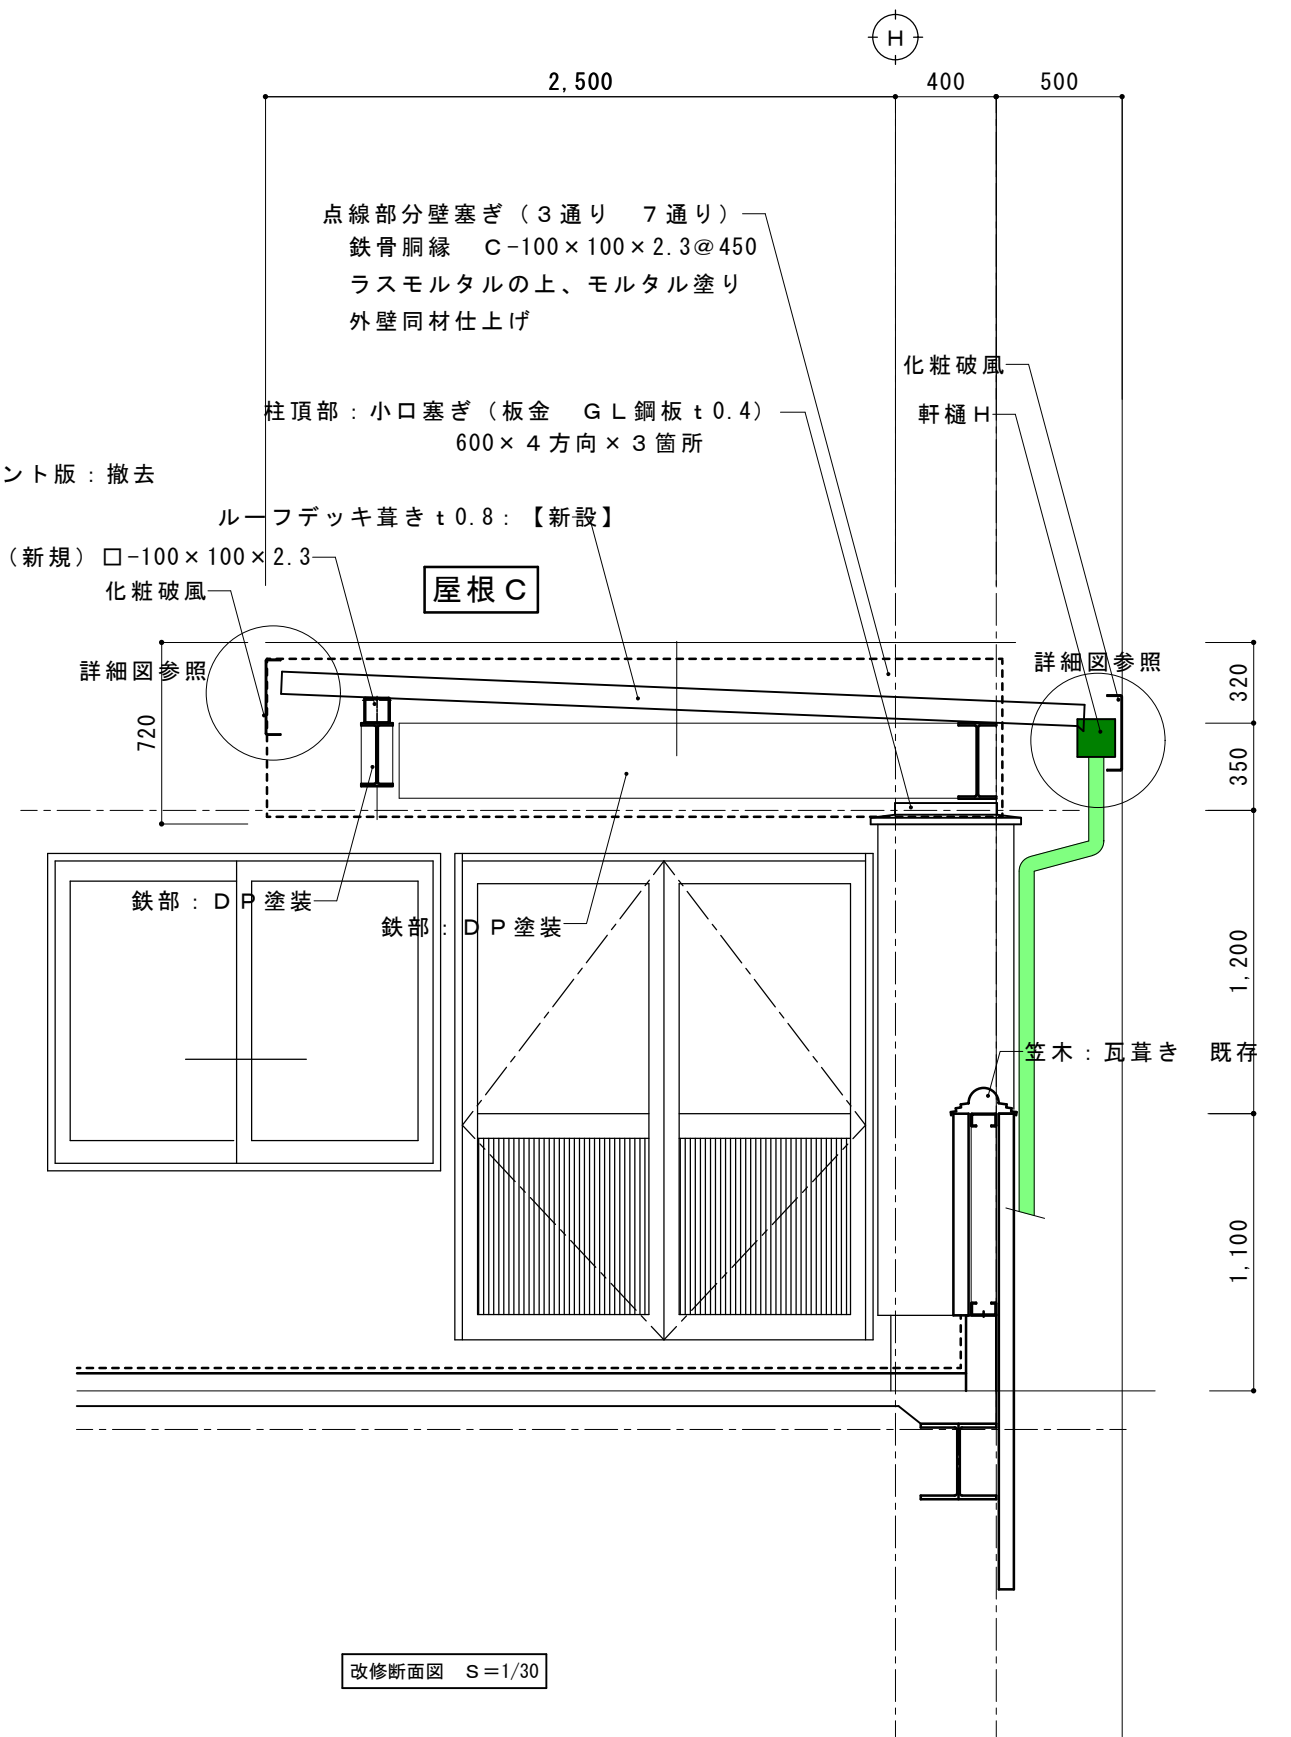 H
2,500
400
500
点線部分壁塞ぎ（３通り　７通り）
鉄骨胴縁　Ｃ-100×100×2.3@450
ラスモルタルの上、モルタル塗り
外壁同材仕上げ
化粧破風
柱頂部：小口塞ぎ（板金　ＧＬ鋼板ｔ0.4）
軒樋Ｈ
600×４方向×３箇所
ント版：撤去
ルーフデッキ葺きｔ0.8：【新設】
（新規）口-100×100×2.3
化粧破風
屋根Ｃ
詳細図参照
詳細図参照
320
720
350
鉄部：ＤＰ塗装
鉄部：ＤＰ塗装
1,200
笠木：瓦葺き　既存
1,100
改修断面図　Ｓ＝1/30